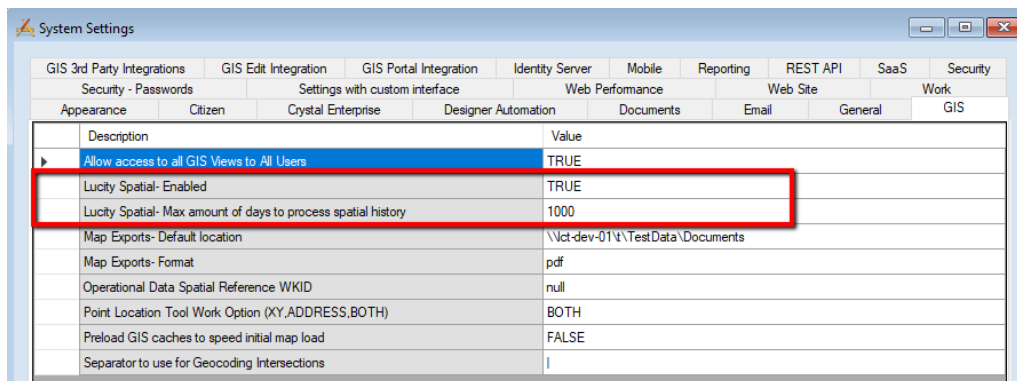 System Settings
GIS 3rd Party Integrations GIS Edit Integration GIS Portal Integration Identity Server Mobile Reporting REST API SaaS Security
Security - Passwords Settings with custom interface Web Performance Web Site Work
Appearance Citizen Crystal Enterprise Designer Automation Documents Email General GIS
Description Value
Allow access to all GIS Views to All Users TRUE
Lucity Spatial- Enabled TRUE
Lucity Spatial- Max amount of days to process spatial history 1000
Map Exports- Default location \\lct-dev-01\t\TestData\Documents
Map Exports- Format pdf
Operational Data Spatial Reference WKID null
Point Location Tool Work Option (XY,ADDRESS,BOTH) BOTH
Preload GIS caches to speed initial map load FALSE
Separator to use for Geocoding Intersections |